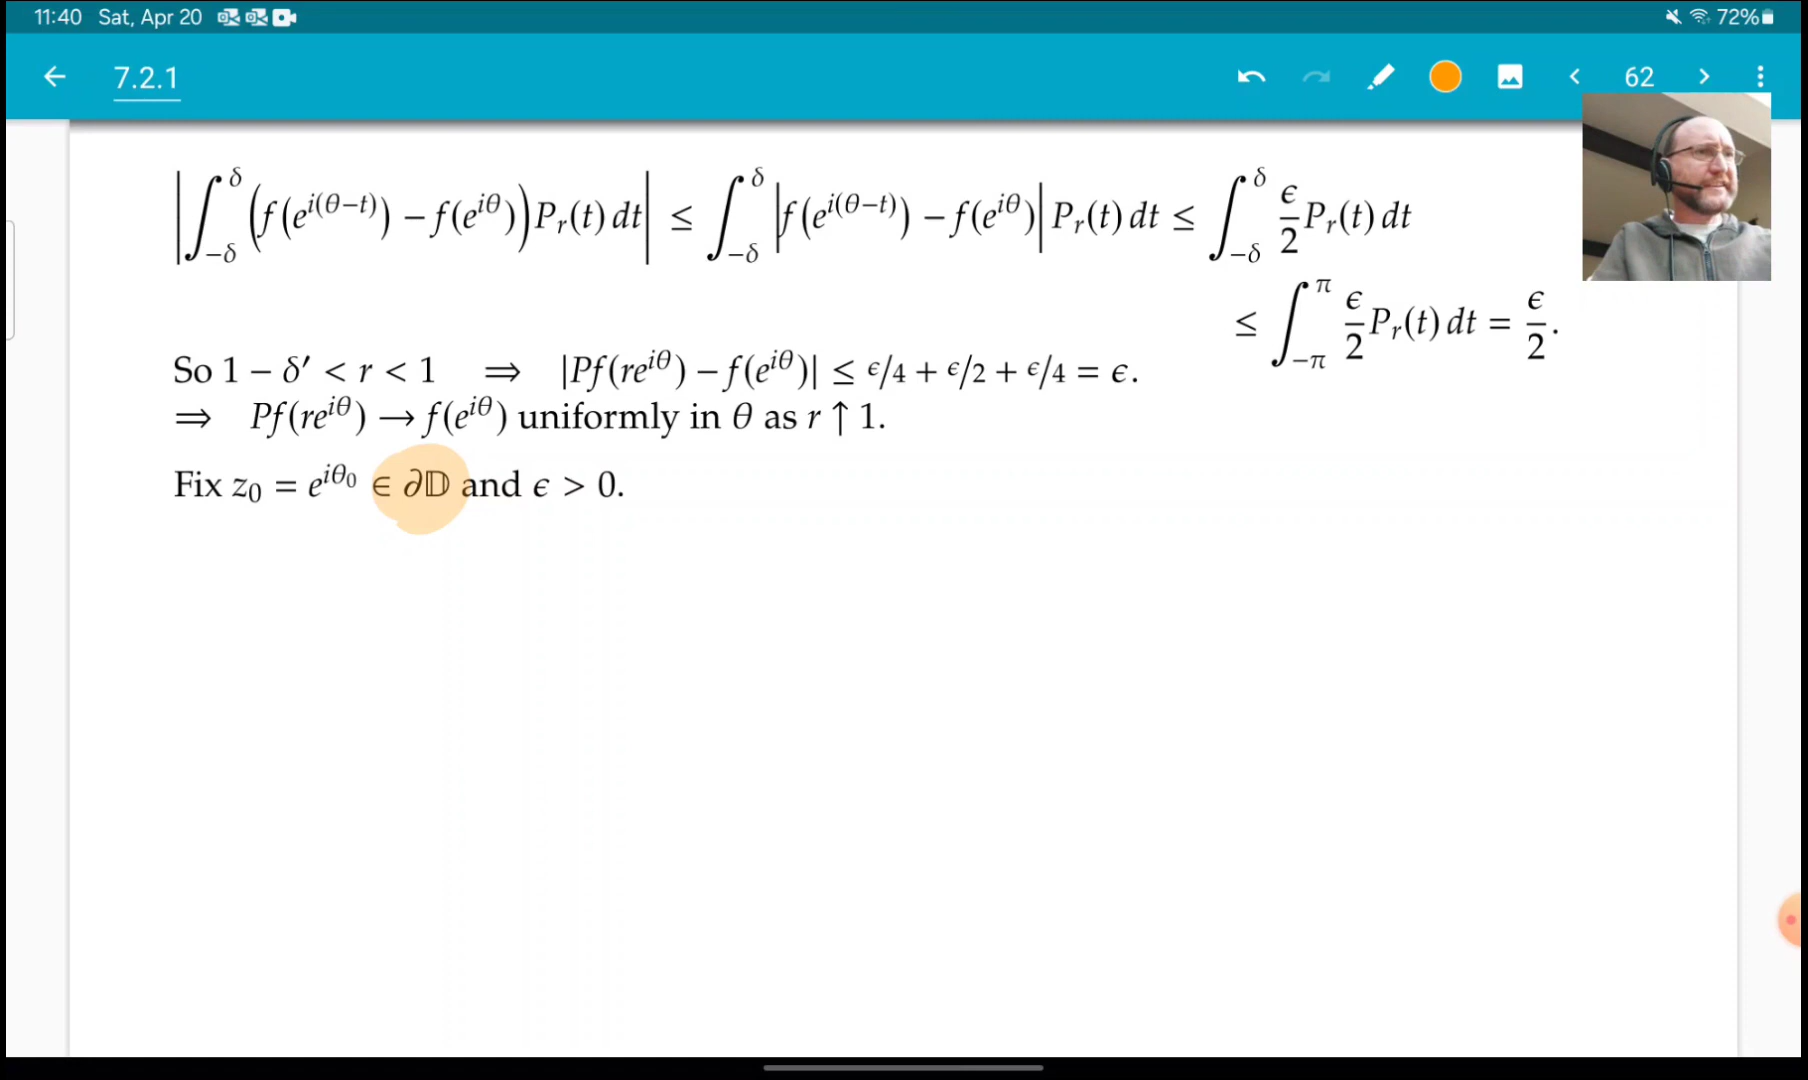 11:40 Sat, Apr 20 72%
7.2.1 62
|∫_{−δ}^{δ} (f(e^{i(θ−t)}) − f(e^{iθ})) P_r(t) dt| ≤ ∫_{−δ}^{δ} |f(e^{i(θ−t)}) − f(e^{iθ})| P_r(t) dt ≤ ∫_{−δ}^{δ} ϵ/2 P_r(t) dt
≤ ∫_{−π}^{π} ϵ/2 P_r(t) dt = ϵ/2.
So 1 − δ′ < r < 1 ⟹ |Pf(re^{iθ}) − f(e^{iθ})| ≤ ϵ/4 + ϵ/2 + ϵ/4 = ϵ.
⟹ Pf(re^{iθ}) → f(e^{iθ}) uniformly in θ as r ↑ 1.
Fix z_0 = e^{iθ_0} ∈ ∂𝔻 and ϵ > 0.